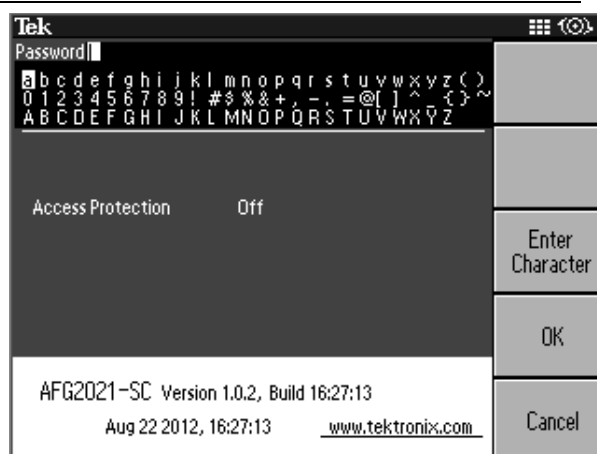 Tek
Password
a b c d e f g h i j k l m n o p q r s t u v w x y z ( )
0 1 2 3 4 5 6 7 8 9 ! # $ % & + , - . = @ [ ] ^ _ { } ~
A B C D E F G H I J K L M N O P Q R S T U V W X Y Z
Access Protection Off
Enter
Character
OK
AFG2021-SC Version 1.0.2, Build 16:27:13
Aug 22 2012, 16:27:13 www.tektronix.com
Cancel